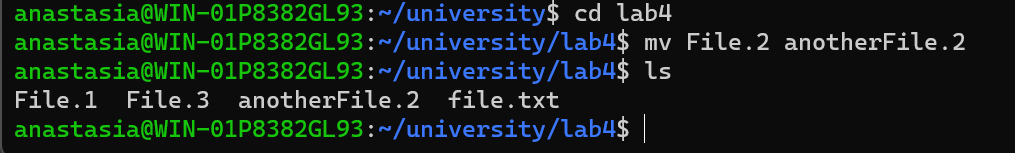 anastasia@WIN-01P8382GL93:~/university$ cd lab4
anastasia@WIN-01P8382GL93:~/university/lab4$ mv File.2 anotherFile.2
anastasia@WIN-01P8382GL93:~/university/lab4$ ls
File.1  File.3  anotherFile.2  file.txt
anastasia@WIN-01P8382GL93:~/university/lab4$